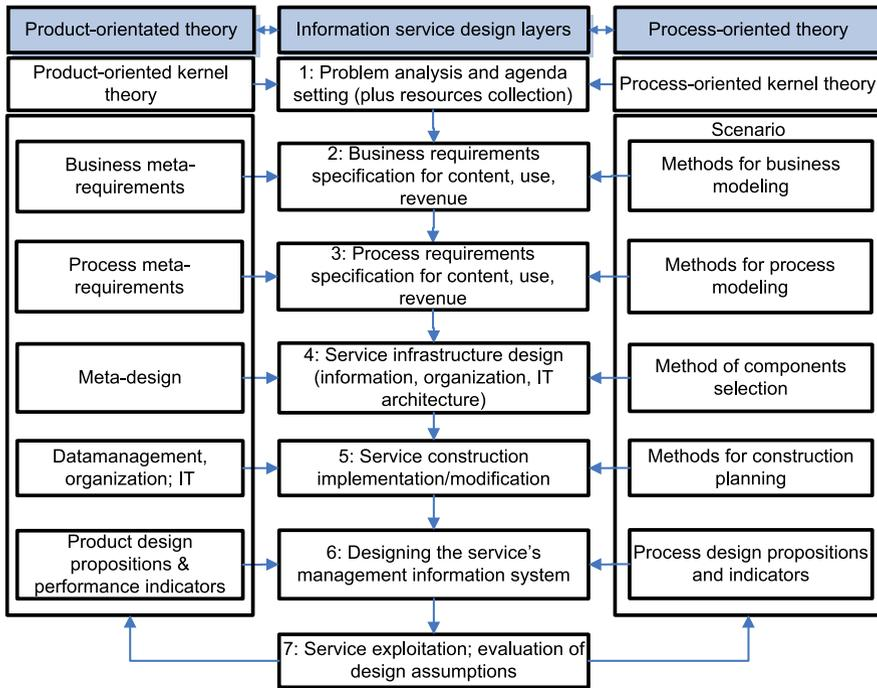 Product-orientated theory
Information service design layers
Process-oriented theory
Product-oriented kernel
theory
1: Problem analysis and agenda
setting (plus resources collection)
Process-oriented kernel theory
Scenario
Business meta-
requirements
2: Business requirements
specification for content, use,
revenue
Methods for business
modeling
Process meta-
requirements
3: Process requirements
specification for content, use,
revenue
Methods for process
modeling
Meta-design
4: Service infrastructure design
(information, organization, IT
architecture)
Method of components
selection
Datamanagement,
organization; IT
5: Service construction
implementation/modification
Methods for construction
planning
Product design
propositions &
performance indicators
6: Designing the service's
management information system
Process design propositions
and indicators
7: Service exploitation; evaluation of
design assumptions